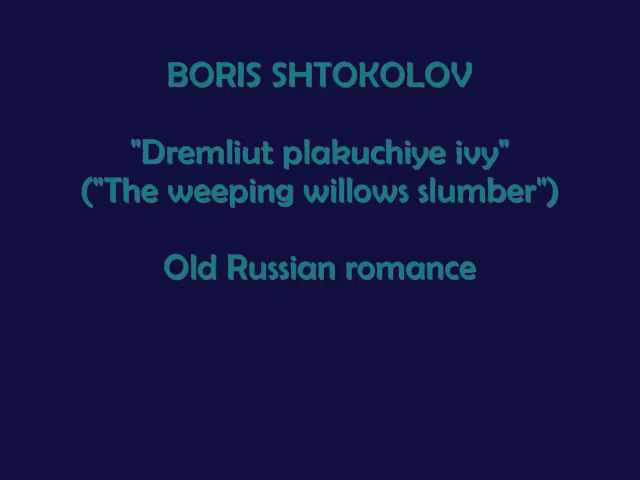 BORIS SHTOKOLOV
"Dremliut plakuchiye ivy"
("The weeping willows slumber")
Old Russian romance